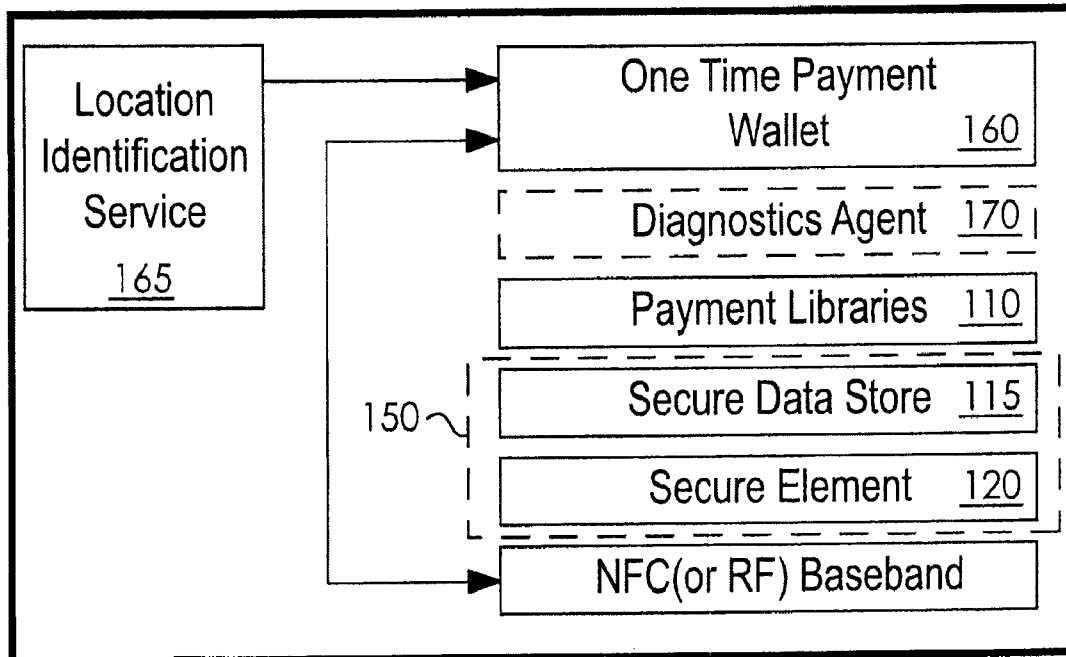 Location
Identification
Service
165
One Time Payment
Wallet 160
Diagnostics Agent 170
Payment Libraries 110
150
Secure Data Store 115
Secure Element 120
NFC(or RF) Baseband